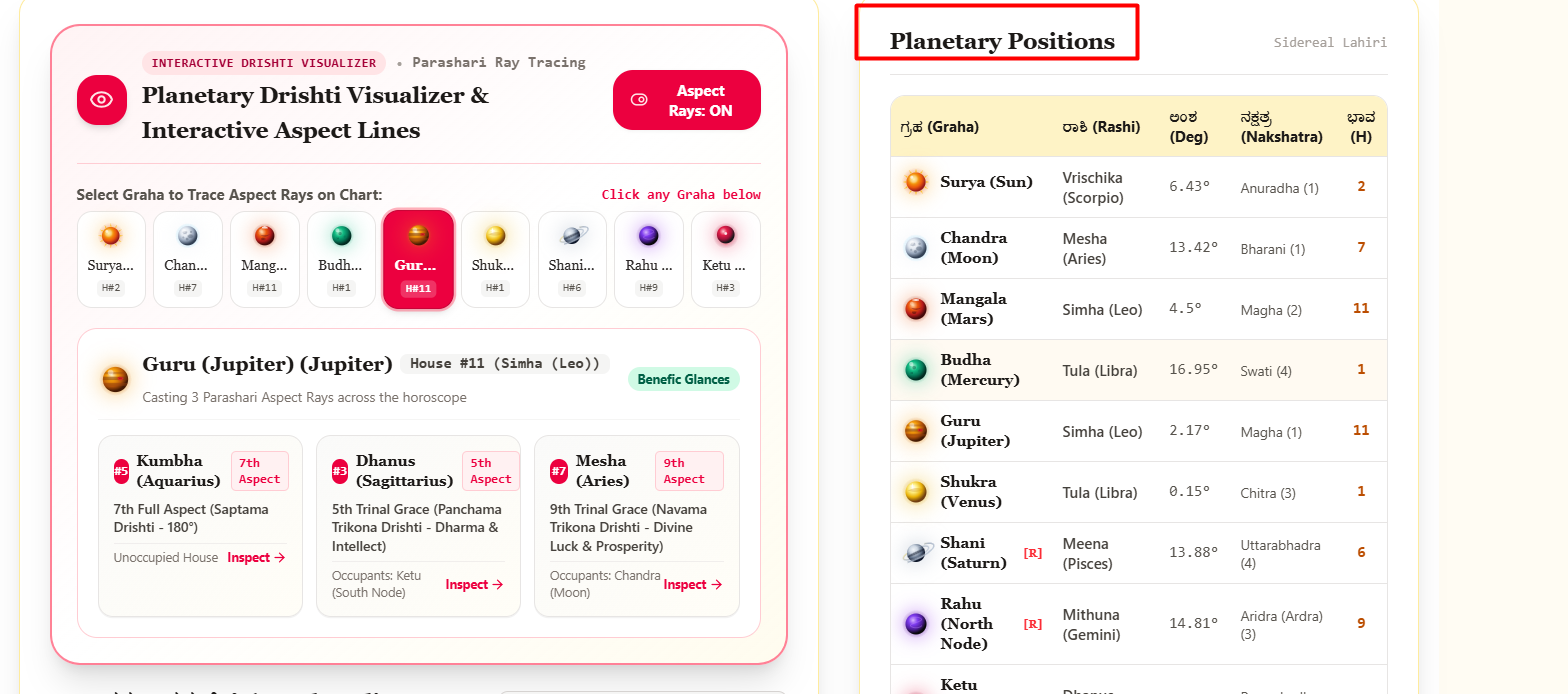 INTERACTIVE DRISHTI VISUALIZER • Parashari Ray Tracing
Planetary Drishti Visualizer &
Interactive Aspect Lines
Aspect
Rays: ON
Select Graha to Trace Aspect Rays on Chart:
Click any Graha below
Surya...
H#2
Chan...
H#7
Mang...
H#11
Budh...
H#1
Gur...
H#11
Shuk...
H#1
Shani...
H#6
Rahu ...
H#9
Ketu ...
H#3
Guru (Jupiter) (Jupiter)
House #11 (Simha (Leo))
Casting 3 Parashari Aspect Rays across the horoscope
Benefic Glances
#5
Kumbha
(Aquarius)
7th
Aspect
7th Full Aspect (Saptama
Drishti - 180°)
Unoccupied House
Inspect →
#3
Dhanus
(Sagittarius)
5th
Aspect
5th Trinal Grace (Panchama
Trikona Drishti - Dharma &
Intellect)
Occupants: Ketu
(South Node)
Inspect →
#7
Mesha
(Aries)
9th
Aspect
9th Trinal Grace (Navama
Trikona Drishti - Divine
Luck & Prosperity)
Occupants: Chandra
(Moon)
Inspect →
Planetary Positions
Sidereal Lahiri
ಗ್ರಹ (Graha)
ರಾಶಿ (Rashi)
ಅಂಶ
(Deg)
ನಕ್ಷತ್ರ
(Nakshatra)
ಭಾವ
(H)
Surya (Sun)
Vrischika
(Scorpio)
6.43°
Anuradha (1)
2
Chandra
(Moon)
Mesha
(Aries)
13.42°
Bharani (1)
7
Mangala
(Mars)
Simha (Leo)
4.5°
Magha (2)
11
Budha
(Mercury)
Tula (Libra)
16.95°
Swati (4)
1
Guru
(Jupiter)
Simha (Leo)
2.17°
Magha (1)
11
Shukra
(Venus)
Tula (Libra)
0.15°
Chitra (3)
1
Shani
(Saturn)
[R]
Meena
(Pisces)
13.88°
Uttarabhadra
(4)
6
Rahu
(North
Node)
[R]
Mithuna
(Gemini)
14.81°
Aridra (Ardra)
(3)
9
Ketu